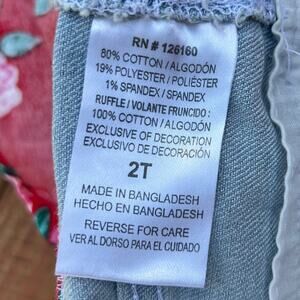 RN # 126160
80% COTTON / ALGODÓN
19% POLYESTER / POLIÉSTER
1% SPANDEX / SPANDEX
RUFFLE / VOLANTE FRUNCIDO :
100% COTTON / ALGODÓN
EXCLUSIVE OF DECORATION
EXCLUSIVO DE DECORACIÓN
2T
MADE IN BANGLADESH
HECHO EN BANGLADESH
REVERSE FOR CARE
VER AL DORSO PARA EL CUIDADO